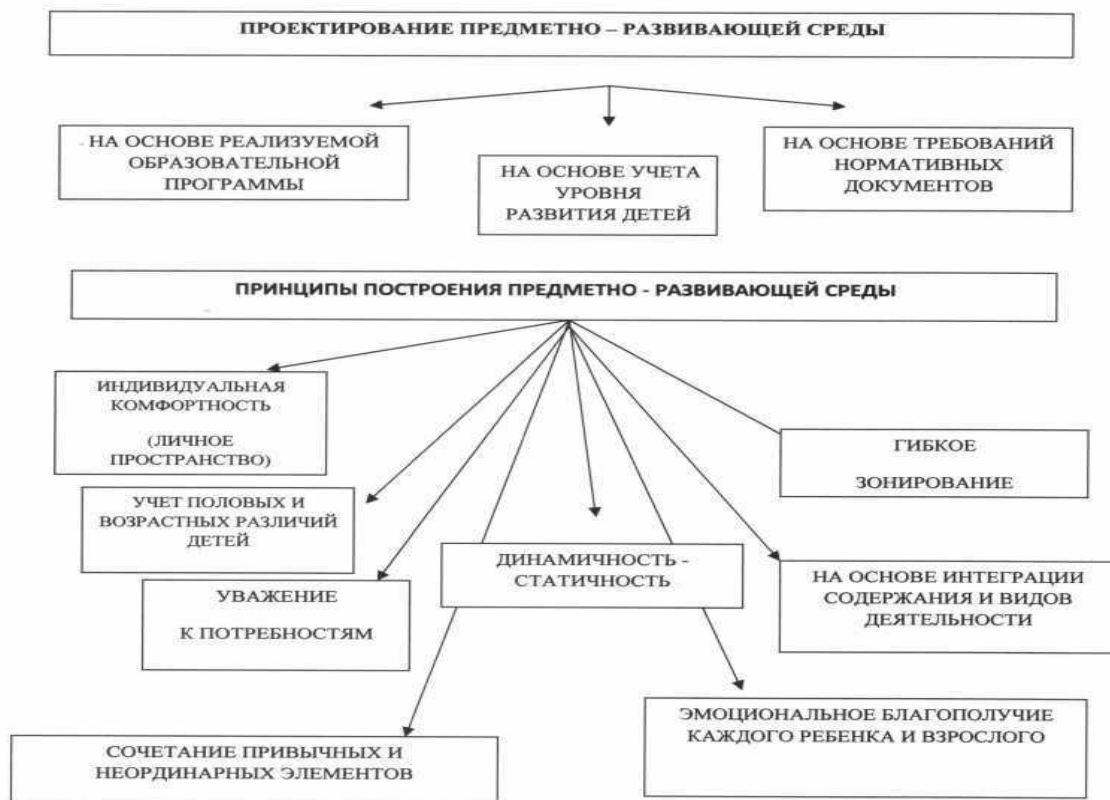 ПРОЕКТИРОВАНИЕ ПРЕДМЕТНО – РАЗВИВАЮЩЕЙ СРЕДЫ
НА ОСНОВЕ РЕАЛИЗУЕМОЙ
ОБРАЗОВАТЕЛЬНОЙ
ПРОГРАММЫ
НА ОСНОВЕ УЧЕТА
УРОВНЯ
РАЗВИТИЯ ДЕТЕЙ
НА ОСНОВЕ ТРЕБОВАНИЙ
НОРМАТИВНЫХ
ДОКУМЕНТОВ
ПРИНЦИПЫ ПОСТРОЕНИЯ ПРЕДМЕТНО - РАЗВИВАЮЩЕЙ СРЕДЫ
ИНДИВИДУАЛЬНАЯ
КОМФОРТНОСТЬ
(ЛИЧНОЕ
ПРОСТРАНСТВО)
ГИБКОЕ
ЗОНИРОВАНИЕ
УЧЕТ ПОЛОВЫХ И
ВОЗРАСТНЫХ РАЗЛИЧИЙ
ДЕТЕЙ
ДИНАМИЧНОСТЬ -
СТАТИЧНОСТЬ
НА ОСНОВЕ ИНТЕГРАЦИИ
СОДЕРЖАНИЯ И ВИДОВ
ДЕЯТЕЛЬНОСТИ
УВАЖЕНИЕ
К ПОТРЕБНОСТЯМ
ЭМОЦИОНАЛЬНОЕ БЛАГОПОЛУЧИЕ
КАЖДОГО РЕБЕНКА И ВЗРОСЛОГО
СОЧЕТАНИЕ ПРИВЫЧНЫХ И
НЕОРДИНАРНЫХ ЭЛЕМЕНТОВ